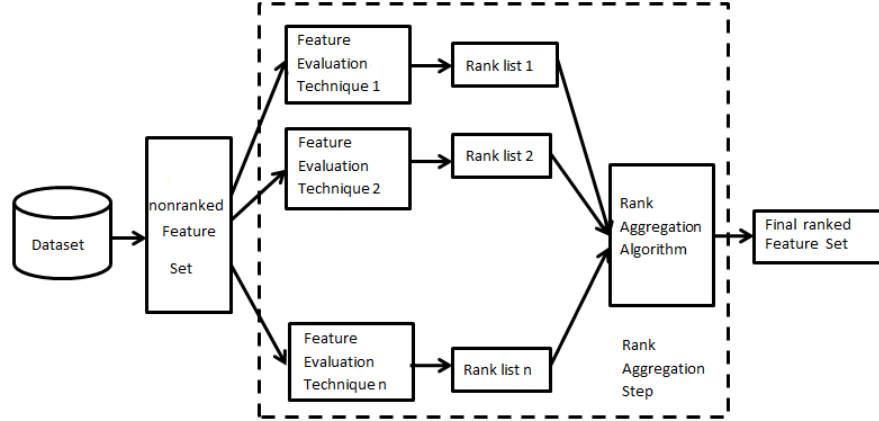 Dataset
nonranked
Feature
Set
Feature
Evaluation
Technique 1
Rank list 1
Feature
Evaluation
Technique 2
Rank list 2
Feature
Evaluation
Technique n
Rank list n
Rank
Aggregation
Algorithm
Rank
Aggregation
Step
Final ranked
Feature Set